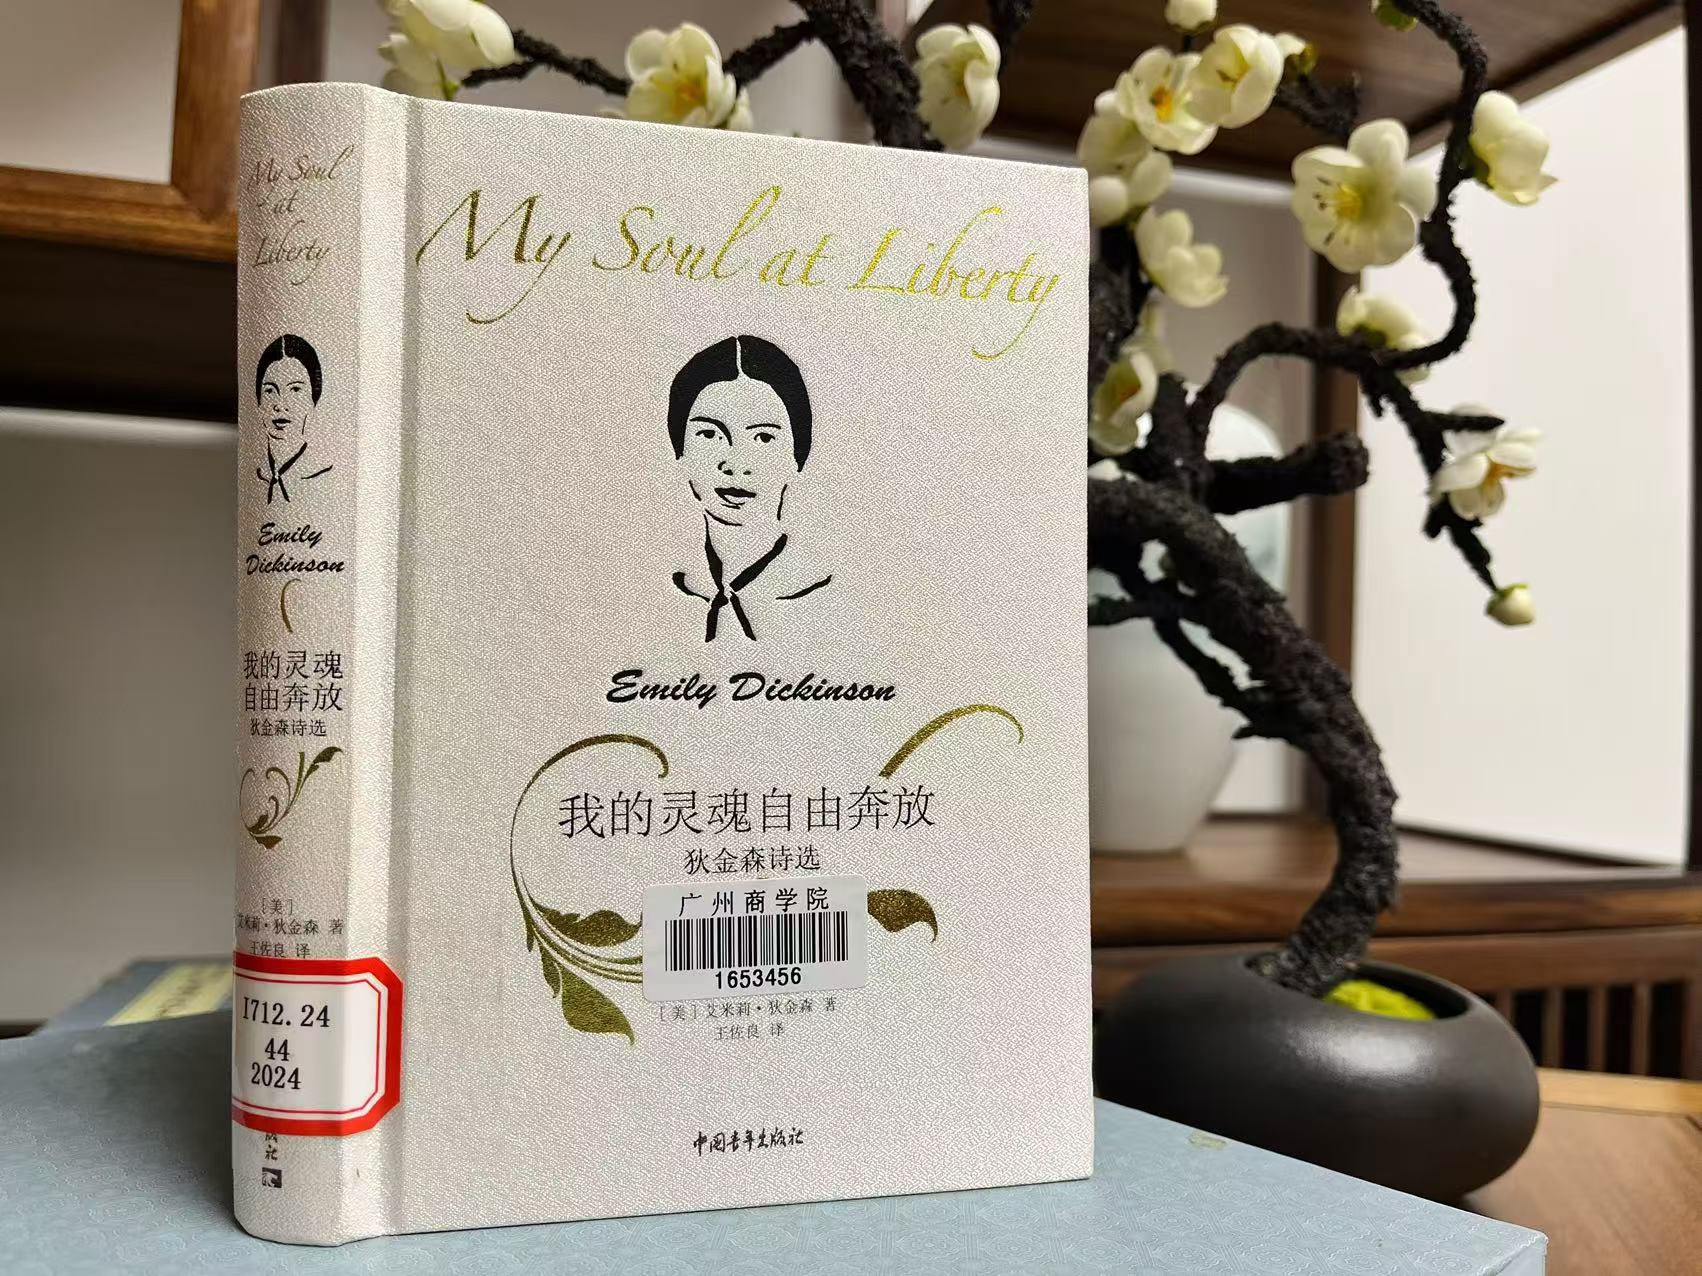 My Soul
at
Liberty
Emily
Dickinson
我的灵魂
自由奔放
狄金森诗选
[美]
艾米莉·狄金森 著
王佐良 译
I712.24
44
2024
版
社
My Soul at Liberty
Emily Dickinson
我的灵魂自由奔放
狄金森诗选
广州商学院
1653456
[美]艾米莉·狄金森 著
王佐良 译
中国青年出版社